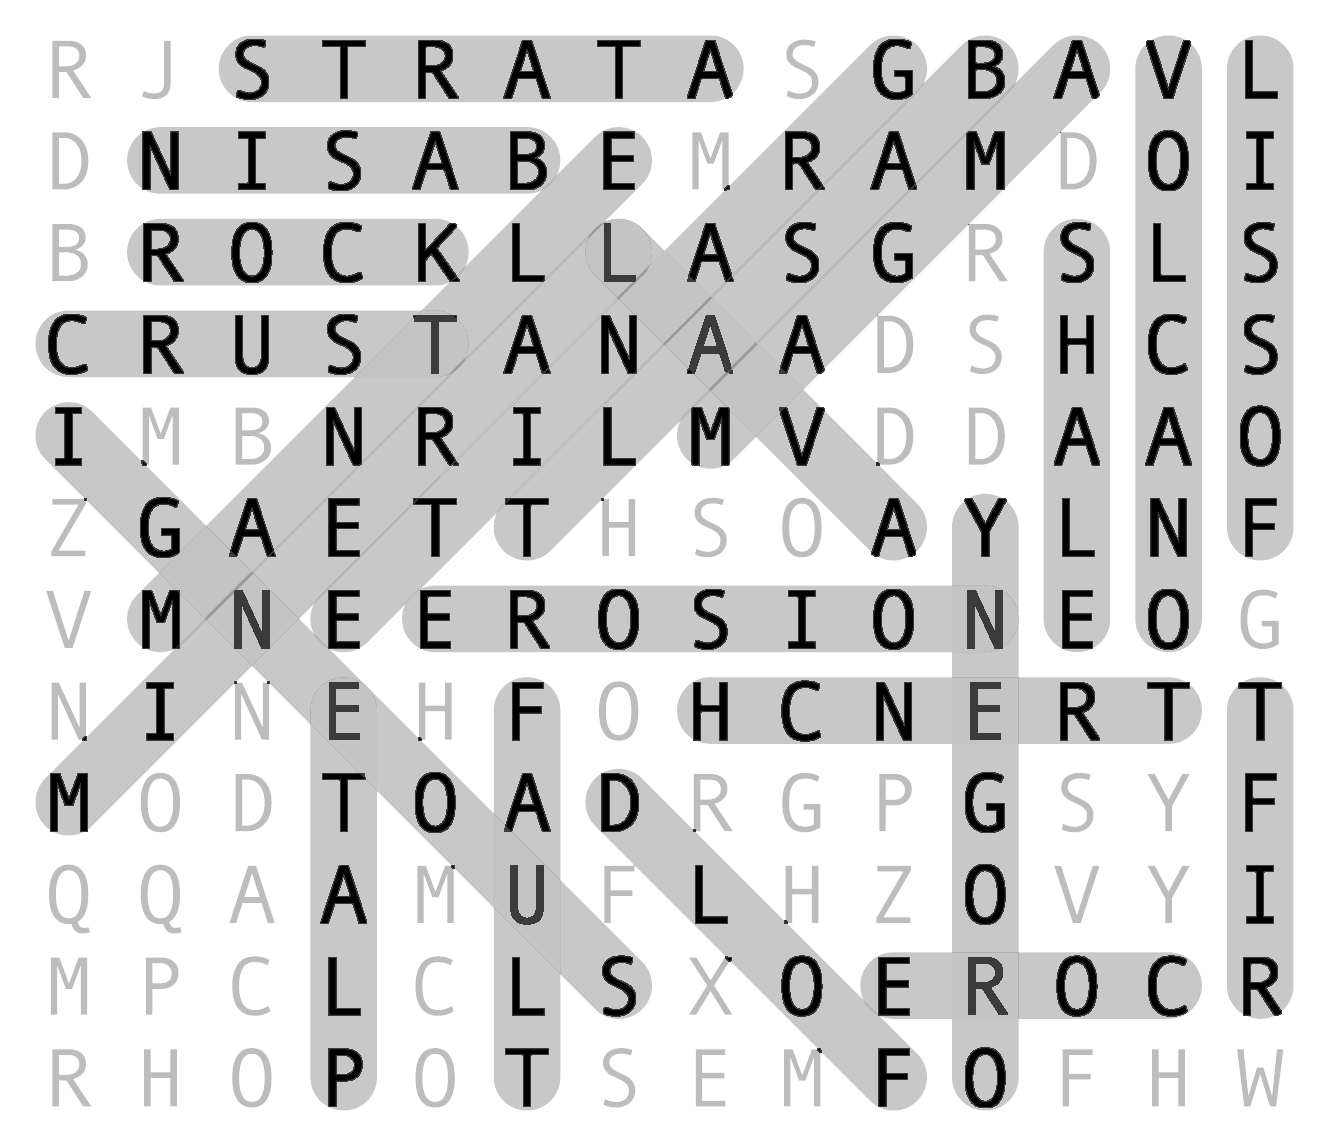 R J S T R A T A S G B A V L
D N I S A B E M R A M D O I
B R O C K L L A S G R S L S
C R U S T A N A A D S H C S
I M B N R I L M V D D A A O
Z G A E T T H S O A Y L N F
V M N E E R O S I O N E O G
N I N E H F O H C N E R T T
M O D T O A D R G P G S Y F
Q Q A A M U F L H Z O V Y I
M P C L C L S X O E R O C R
R H O P O T S E M F O F H W